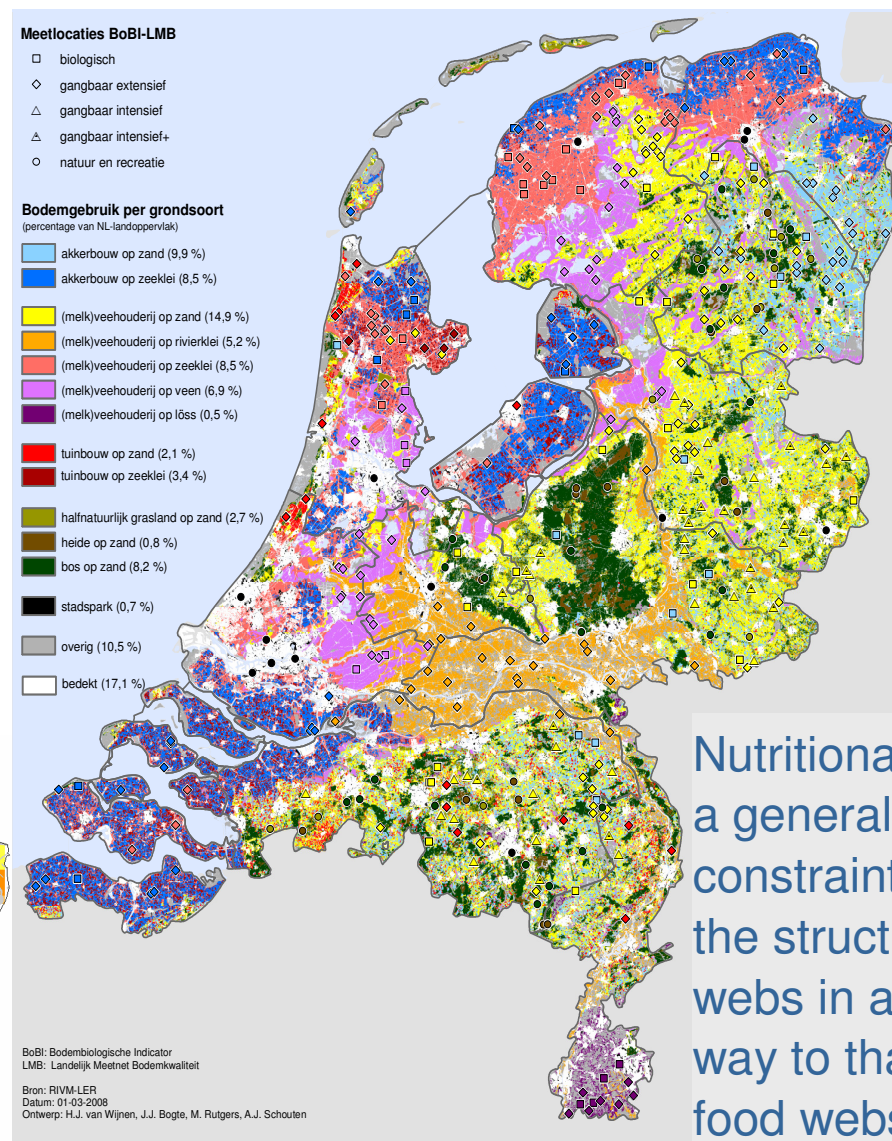 Meetlocaties BoBI-LMB
biologisch
gangbaar extensief
gangbaar intensief
gangbaar intensief+
natuur en recreatie
Bodemgebruik per grondsoort
(percentage van NL-landoppervlak)
akkerbouw op zand (9,9 %)
akkerbouw op zeeklei (8,5 %)
(melk)veehouderij op zand (14,9 %)
(melk)veehouderij op rivierklei (5,2 %)
(melk)veehouderij op zeeklei (8,5 %)
(melk)veehouderij op veen (6,9 %)
(melk)veehouderij op löss (0,5 %)
tuinbouw op zand (2,1 %)
tuinbouw op zeeklei (3,4 %)
halfnatuurlijk grasland op zand (2,7 %)
heide op zand (0,8 %)
bos op zand (8,2 %)
stadspark (0,7 %)
overig (10,5 %)
bedekt (17,1 %)
BoBI: Bodembiologische Indicator
LMB: Landelijk Meetnet Bodemkwaliteit
Bron: RIVM-LER
Datum: 01-03-2008
Ontwerp: H.J. van Wijnen, J.J. Bogte, M. Rutgers, A.J. Schouten
Nutritiona
a general
constraint
the struct
webs in a
way to tha
food webs